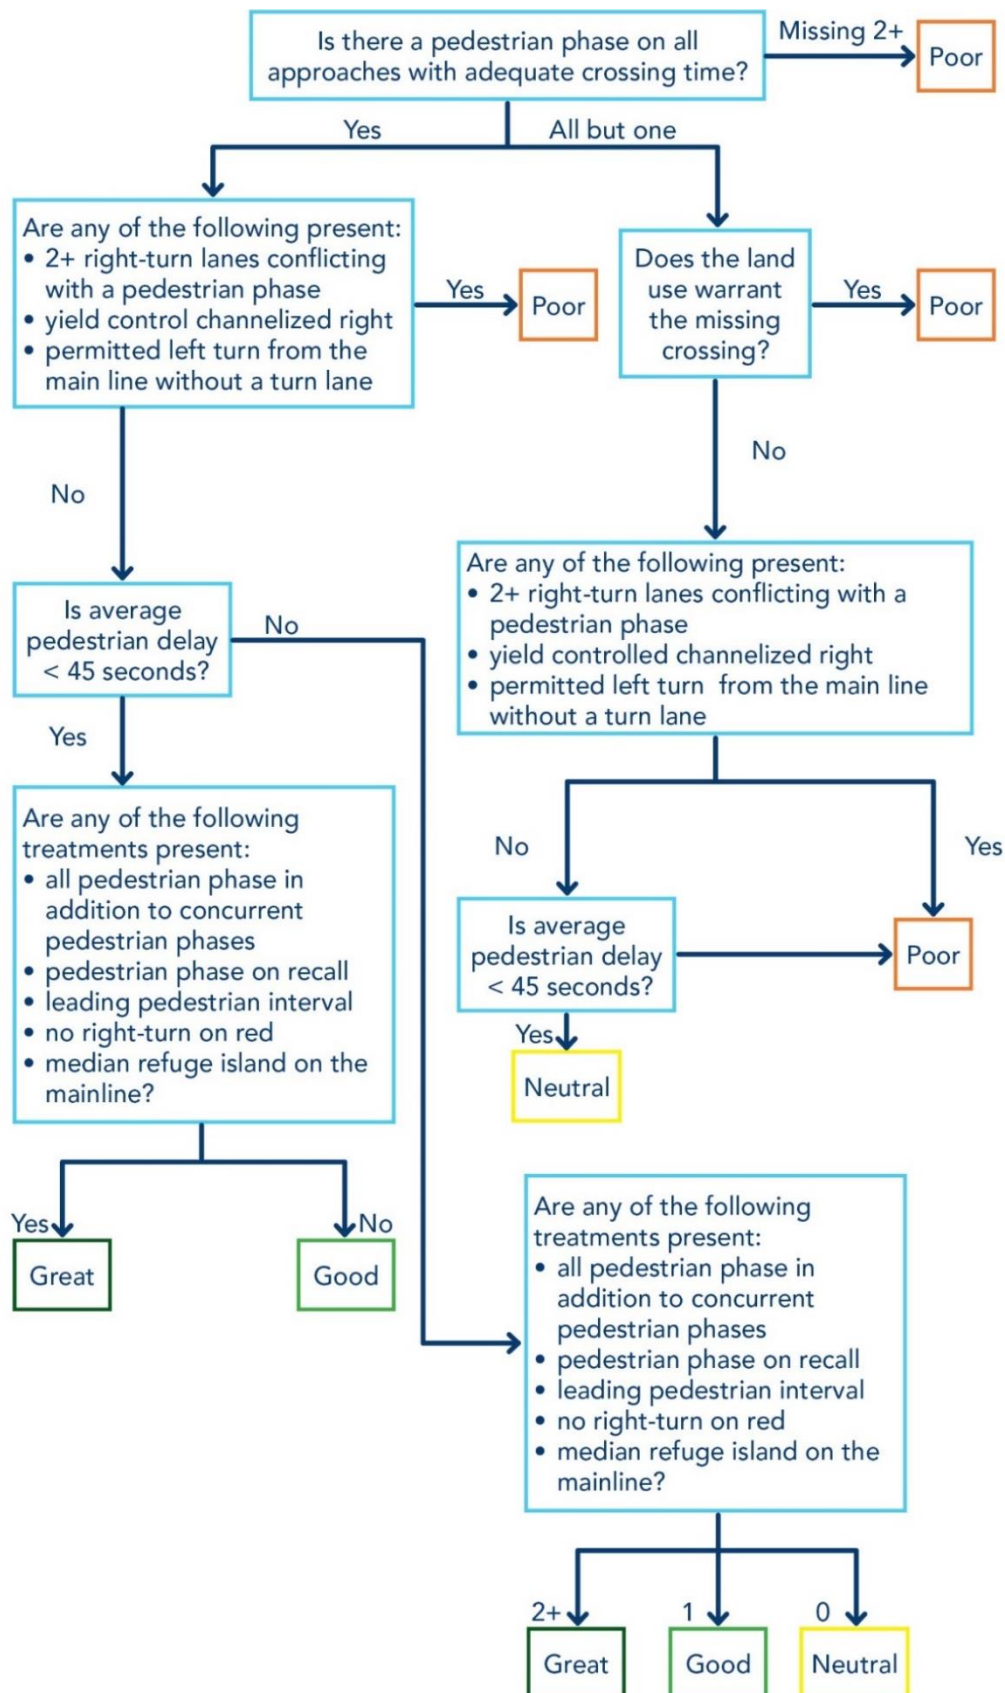 Is there a pedestrian phase on all
approaches with adequate crossing time?
Missing 2+
Poor
Yes
All but one
Are any of the following present:
• 2+ right-turn lanes conflicting
with a pedestrian phase
• yield control channelized right
• permitted left turn from the
main line without a turn lane
Yes
Poor
Does the land
use warrant
the missing
crossing?
Yes
Poor
No
No
Are any of the following present:
• 2+ right-turn lanes conflicting with a
pedestrian phase
• yield controlled channelized right
• permitted left turn from the main line
without a turn lane
Is average
pedestrian delay
< 45 seconds?
No
Yes
Are any of the following
treatments present:
• all pedestrian phase in
addition to concurrent
pedestrian phases
• pedestrian phase on recall
• leading pedestrian interval
• no right-turn on red
• median refuge island on the
mainline?
No
Yes
Is average
pedestrian delay
< 45 seconds?
Poor
Yes
Neutral
Yes
No
Great
Good
Are any of the following
treatments present:
• all pedestrian phase in
addition to concurrent
pedestrian phases
• pedestrian phase on recall
• leading pedestrian interval
• no right-turn on red
• median refuge island on the
mainline?
2+
1
0
Great
Good
Neutral